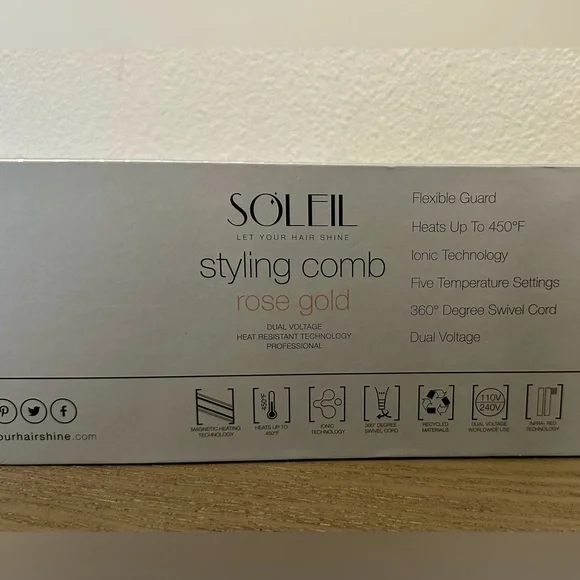 SOLEIL
LET YOUR HAIR SHINE
styling comb
rose gold
DUAL VOLTAGE
HEAT RESISTANT TECHNOLOGY
PROFESSIONAL
Flexible Guard
Heats Up To 450°F
Ionic Technology
Five Temperature Settings
360° Degree Swivel Cord
Dual Voltage
ourhairshine.com
450°F
110V
240V
MAGNETIC HEATING
TECHNOLOGY
HEATS UP TO
450°F
IONIC
TECHNOLOGY
360° DEGREE
SWIVEL CORD
RECYCLED
MATERIALS
DUAL VOLTAGE
WORLDWIDE USE
INFRA-RED
TECHNOLOGY